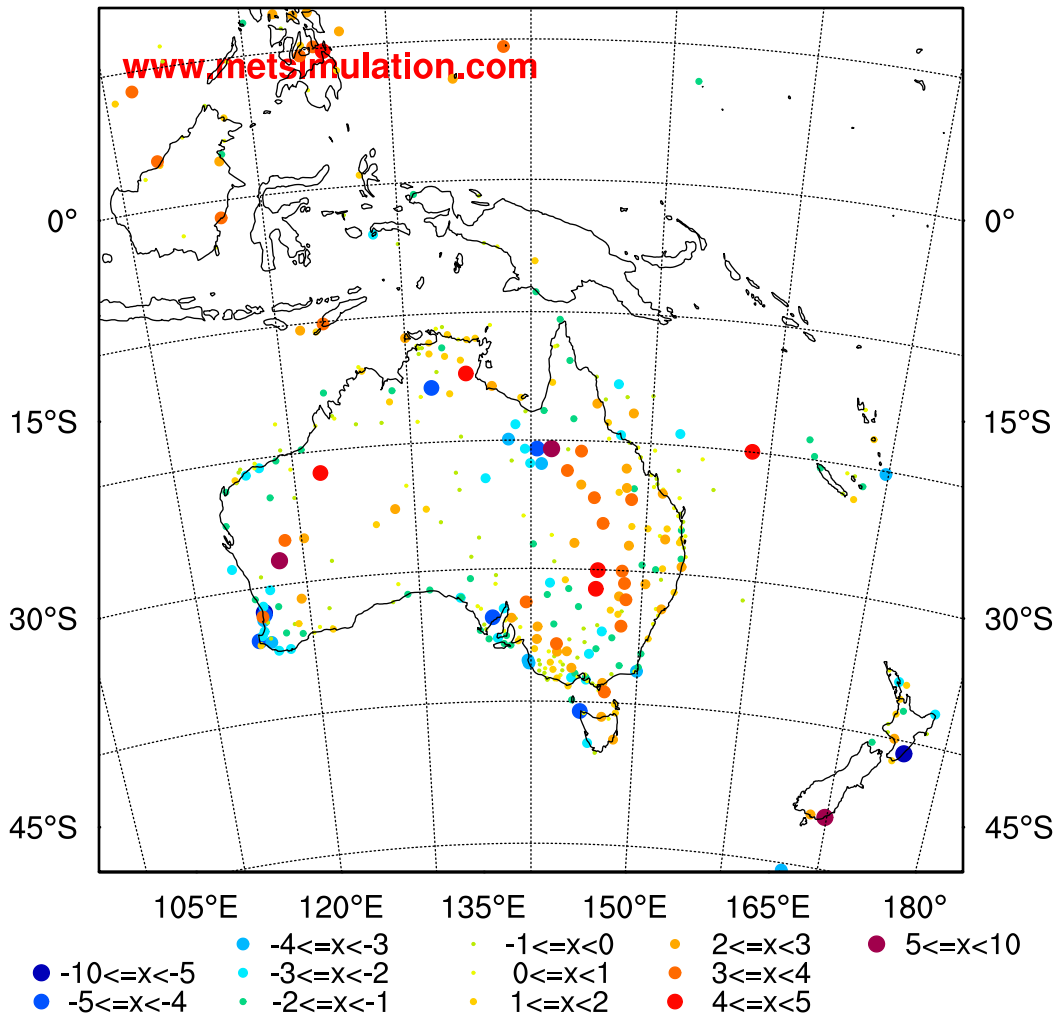 www.metsimulation.com
0° 0°
15°S 15°S
30°S 30°S
45°S 45°S
105°E 120°E 135°E 150°E 165°E 180°
-4<=x<-3 -1<=x<0 2<=x<3 5<=x<10
-10<=x<-5 -3<=x<-2 0<=x<1 3<=x<4
-5<=x<-4 -2<=x<-1 1<=x<2 4<=x<5